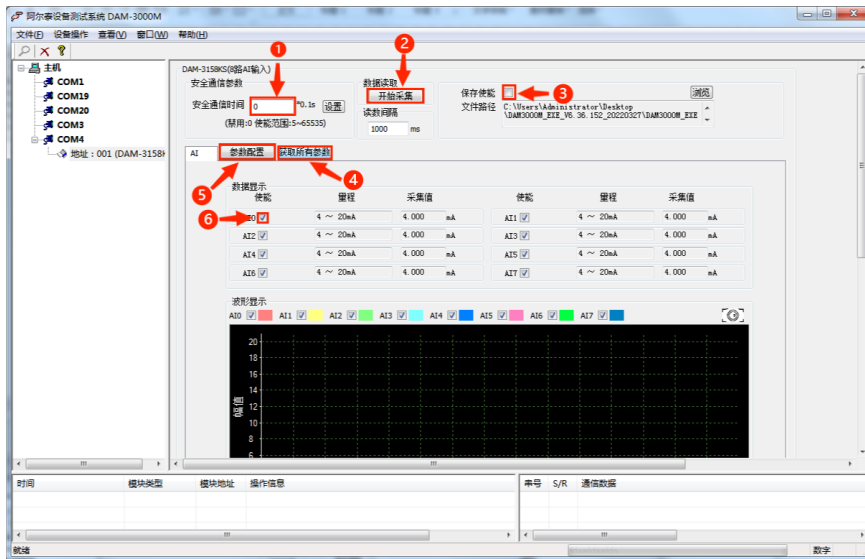 阿尔泰设备测试系统 DAM-3000M
文件(F) 设备操作 查看(V) 窗口(W) 帮助(H)
主机
COM1
COM19
COM20
COM3
COM4
地址：001 (DAM-3158K
DAM-3158KS(8路AI输入)
安全通信参数
1
安全通信时间 0 *0.1s 设置
(禁用:0 使能范围:5~65535)
2
数据读取
开始采集
读数间隔
1000 ms
保存使能 3 浏览
文件路径 C:\Users\Administrator\Desktop
\DAM3000M_EXE_V6.36.152_20220327\DAM3000M_EXE
AI 参数配置 获取所有参数
5 4
数据显示
使能 量程 采集值 使能 量程 采集值
6
AI0 4 ～ 20mA 4.000 mA AI1 4 ～ 20mA 4.000 mA
AI2 4 ～ 20mA 4.000 mA AI3 4 ～ 20mA 4.000 mA
AI4 4 ～ 20mA 4.000 mA AI5 4 ～ 20mA 4.000 mA
AI6 4 ～ 20mA 4.000 mA AI7 4 ～ 20mA 4.000 mA
波形显示
AI0 AI1 AI2 AI3 AI4 AI5 AI6 AI7
20
18
16
14
12
10
8
6
幅值
时间 模块类型 模块地址 操作信息 串号 S/R 通信数据
就绪 数字